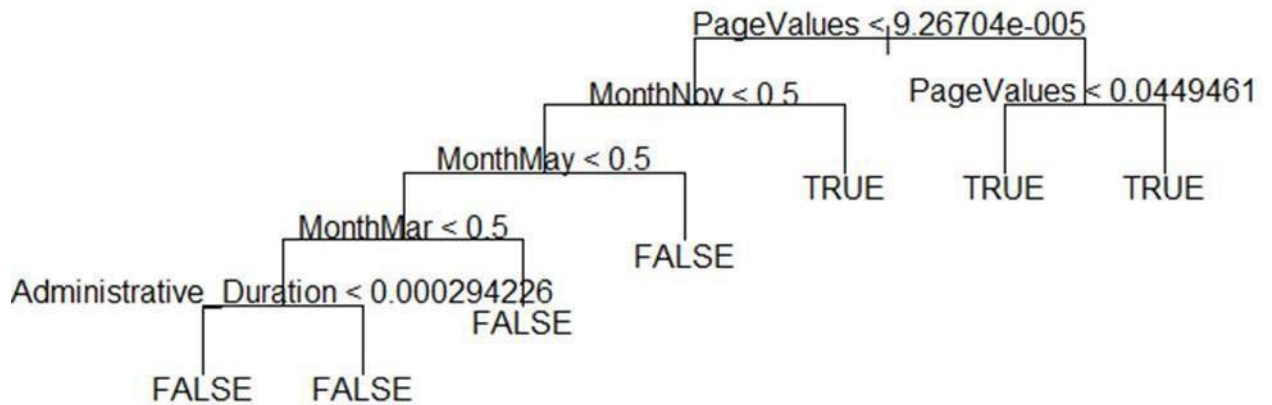 PageValues < 9.26704e-005
MonthNov < 0.5
PageValues < 0.0449461
MonthMay < 0.5
TRUE
TRUE
TRUE
MonthMar < 0.5
FALSE
Administrative_Duration < 0.000294226
FALSE
FALSE
FALSE